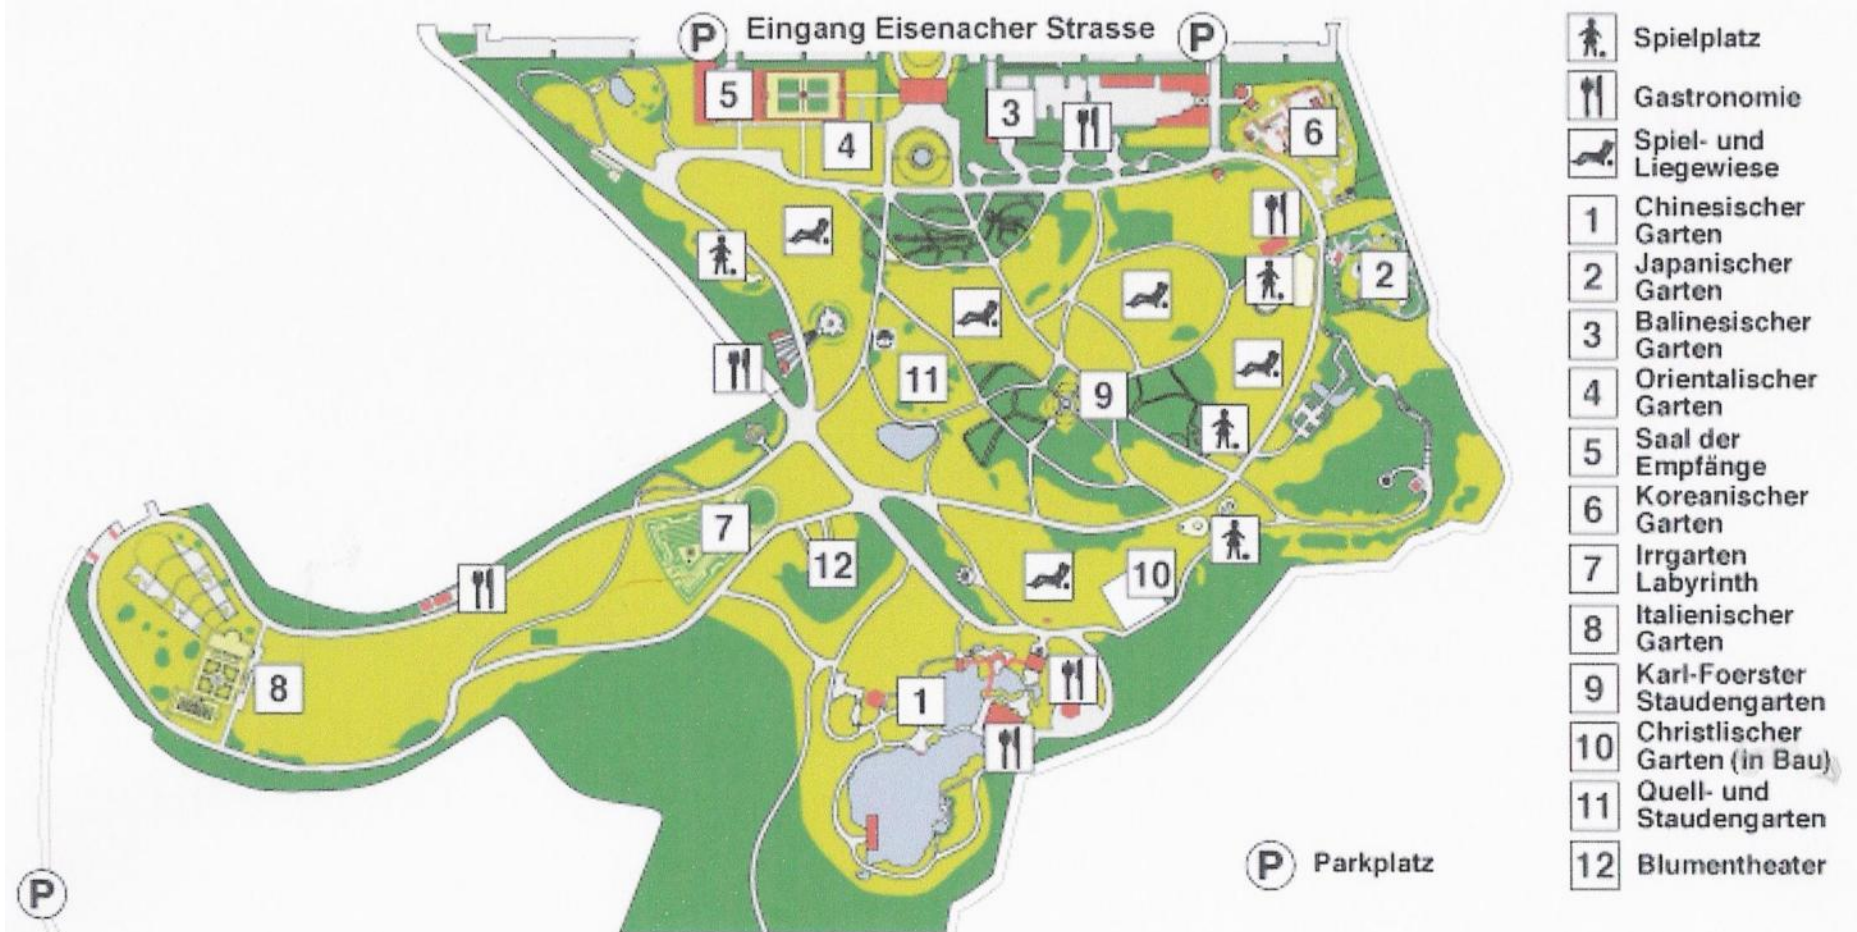 P Eingang Eisenacher Strasse P
5
4
3
6
2
11
9
7
12
10
8
1
P
P Parkplatz
Spielplatz
Gastronomie
Spiel- und
Liegewiese
1 Chinesischer
Garten
2 Japanischer
Garten
3 Balinesischer
Garten
4 Orientalischer
Garten
5 Saal der
Empfänge
6 Koreanischer
Garten
7 Irrgarten
Labyrinth
8 Italienischer
Garten
9 Karl-Foerster
Staudengarten
10 Christlischer
Garten (in Bau)
11 Quell- und
Staudengarten
12 Blumentheater